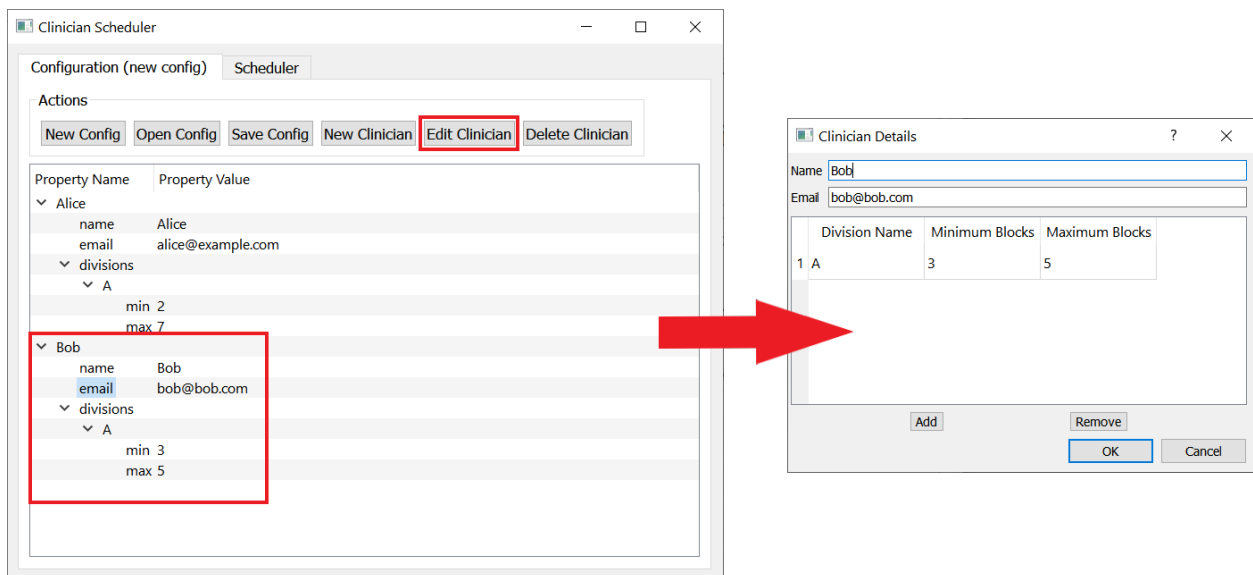 Clinician Scheduler
Configuration (new config) Scheduler
Actions
New Config Open Config Save Config New Clinician Edit Clinician Delete Clinician
Property Name Property Value
Alice
name Alice
email alice@example.com
divisions
A
min 2
max 7
Bob
name Bob
email bob@bob.com
divisions
A
min 3
max 5
Clinician Details ?
Name Bob
Email bob@bob.com
Division Name Minimum Blocks Maximum Blocks
1 A 3 5
Add Remove
OK Cancel